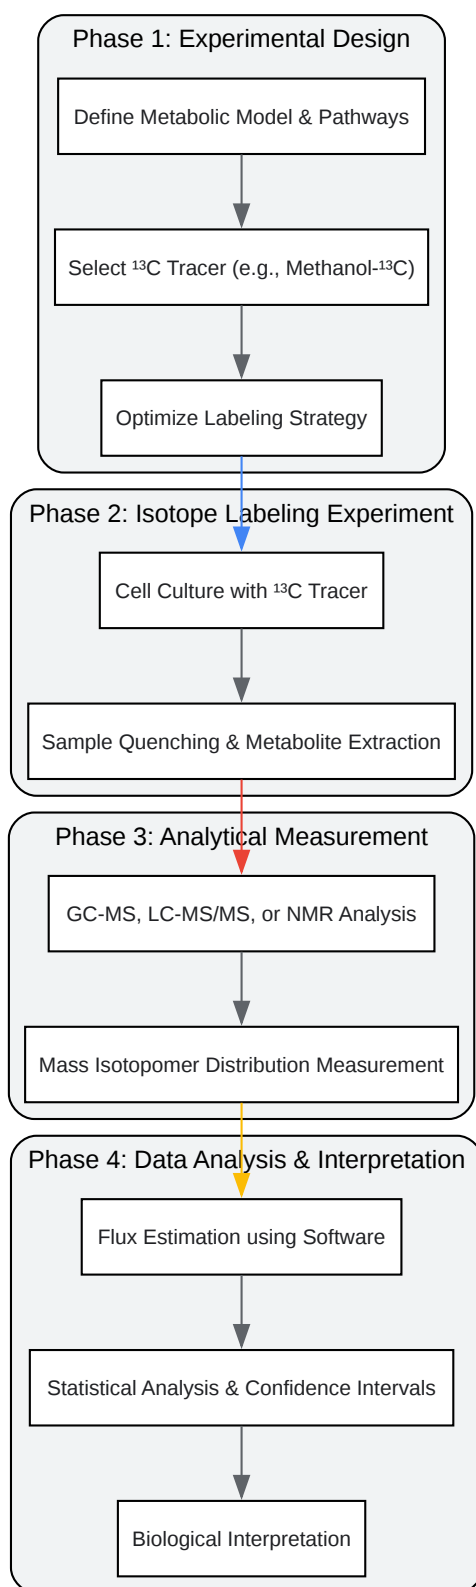 Phase 1: Experimental Design
Define Metabolic Model & Pathways
Select ¹³C Tracer (e.g., Methanol-¹³C)
Optimize Labeling Strategy
Phase 2: Isotope Labeling Experiment
Cell Culture with ¹³C Tracer
Sample Quenching & Metabolite Extraction
Phase 3: Analytical Measurement
GC-MS, LC-MS/MS, or NMR Analysis
Mass Isotopomer Distribution Measurement
Phase 4: Data Analysis & Interpretation
Flux Estimation using Software
Statistical Analysis & Confidence Intervals
Biological Interpretation